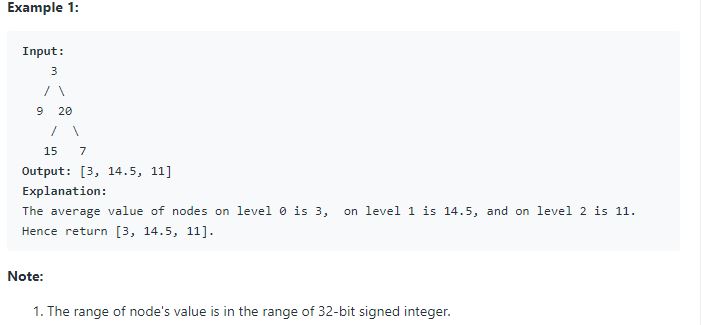 Example 1:
Input:
    3
   / \
  9  20
    /  \
   15   7
Output: [3, 14.5, 11]
Explanation:
The average value of nodes on level 0 is 3,  on level 1 is 14.5, and on level 2 is 11.
Hence return [3, 14.5, 11].
Note:
1. The range of node's value is in the range of 32-bit signed integer.